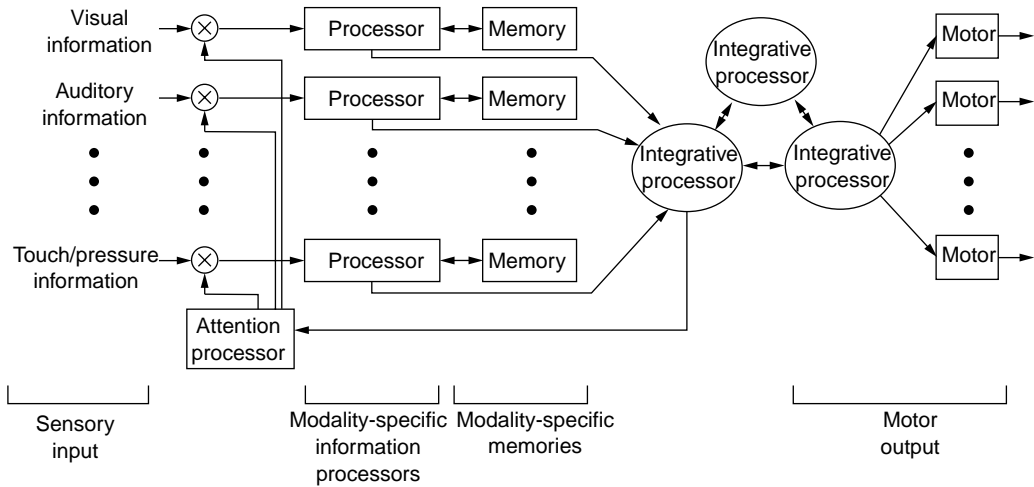 Visual
information
Processor
Memory
Integrative
processor
Motor
Auditory
information
Processor
Memory
Motor
Integrative
processor
Integrative
processor
Touch/pressure
information
Processor
Memory
Motor
Attention
processor
Sensory
input
Modality-specific
information
processors
Modality-specific
memories
Motor
output